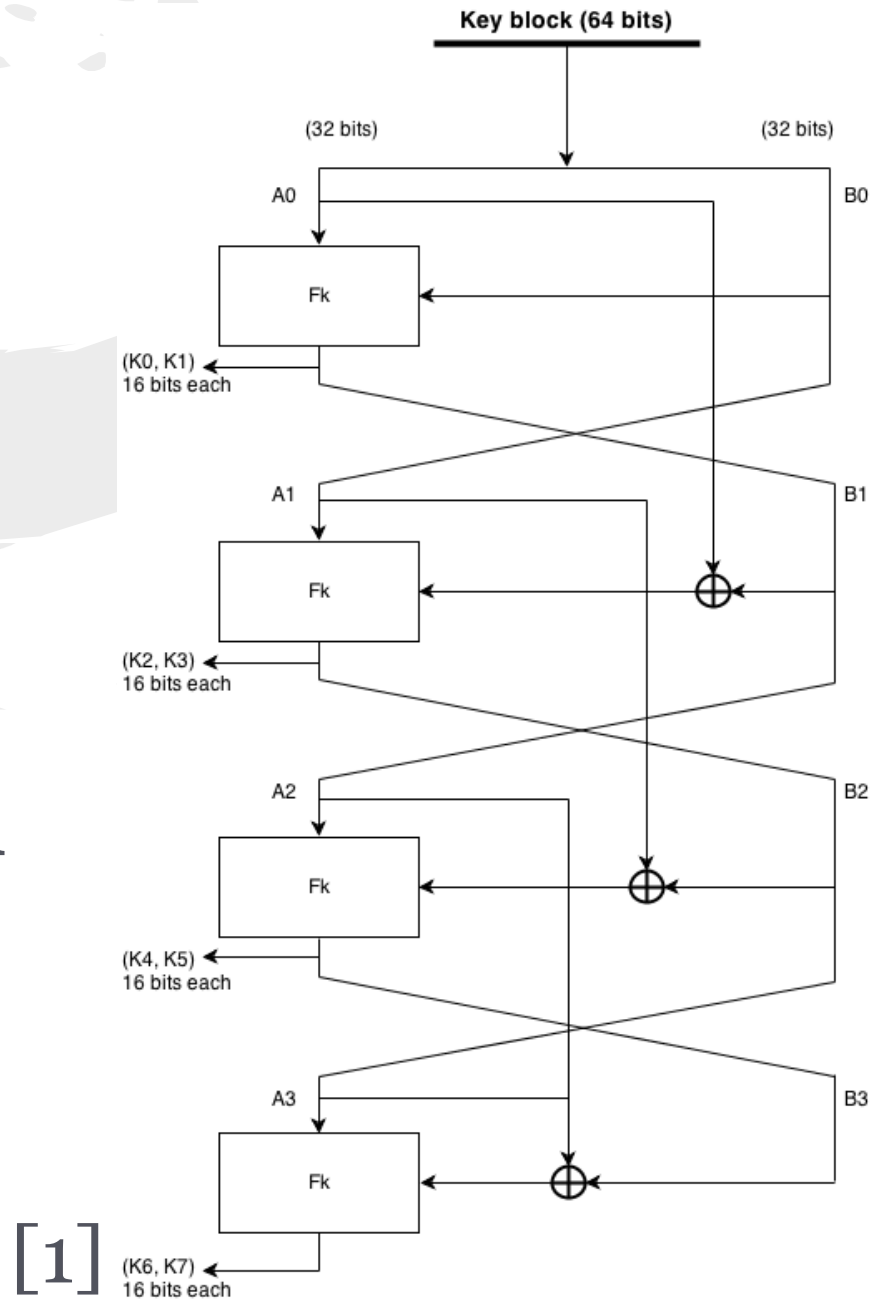 Key block (64 bits)
(32 bits)
(32 bits)
A0
B0
Fk
(K0, K1)
16 bits each
A1
B1
Fk
(K2, K3)
16 bits each
A2
B2
Fk
(K4, K5)
16 bits each
A3
B3
Fk
[1]
(K6, K7)
16 bits each